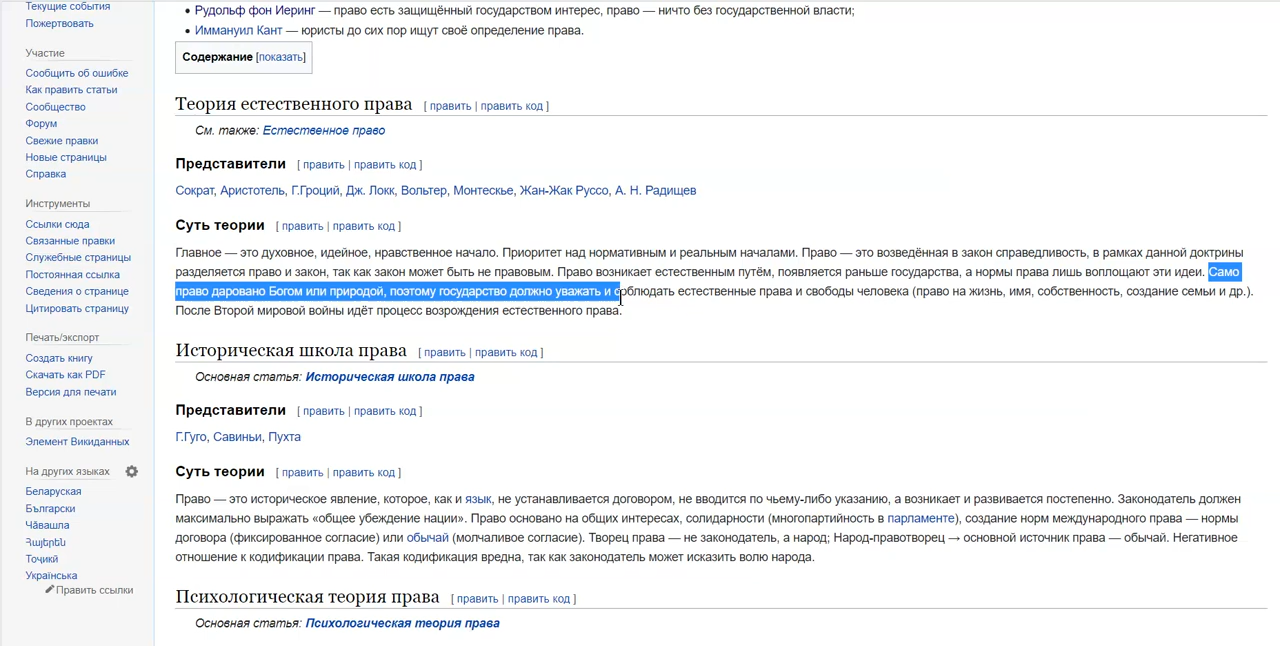 Текущие события
Пожертвовать
Участие
Сообщить об ошибке
Как править статьи
Сообщество
Форум
Свежие правки
Новые страницы
Справка
Инструменты
Ссылки сюда
Связанные правки
Служебные страницы
Постоянная ссылка
Сведения о странице
Цитировать страницу
Печать/экспорт
Создать книгу
Скачать как PDF
Версия для печати
В других проектах
Элемент Викиданных
На других языках
Беларуская
Български
Чӑвашла
Հայերեն
Тоҷикӣ
Українська
Править ссылки
• Рудольф фон Иеринг — право есть защищённый государством интерес, право — ничто без государственной власти;
• Иммануил Кант — юристы до сих пор ищут своё определение права.
Содержание [показать]
Теория естественного права [ править | править код ]
См. также: Естественное право
Представители [ править | править код ]
Сократ, Аристотель, Г.Гроций, Дж. Локк, Вольтер, Монтескье, Жан-Жак Руссо, А. Н. Радищев
Суть теории [ править | править код ]
Главное — это духовное, идейное, нравственное начало. Приоритет над нормативным и реальным началами. Право — это возведённая в закон справедливость, в рамках данной доктрины
разделяется право и закон, так как закон может быть не правовым. Право возникает естественным путём, появляется раньше государства, а нормы права лишь воплощают эти идеи. Само
право даровано Богом или природой, поэтому государство должно уважать и соблюдать естественные права и свободы человека (право на жизнь, имя, собственность, создание семьи и др.).
После Второй мировой войны идёт процесс возрождения естественного права.
Историческая школа права [ править | править код ]
Основная статья: Историческая школа права
Представители [ править | править код ]
Г.Гуго, Савиньи, Пухта
Суть теории [ править | править код ]
Право — это историческое явление, которое, как и язык, не устанавливается договором, не вводится по чьему-либо указанию, а возникает и развивается постепенно. Законодатель должен
максимально выражать «общее убеждение нации». Право основано на общих интересах, солидарности (многопартийность в парламенте), создание норм международного права — нормы
договора (фиксированное согласие) или обычай (молчаливое согласие). Творец права — не законодатель, а народ; Народ-правотворец → основной источник права — обычай. Негативное
отношение к кодификации права. Такая кодификация вредна, так как законодатель может исказить волю народа.
Психологическая теория права [ править | править код ]
Основная статья: Психологическая теория права